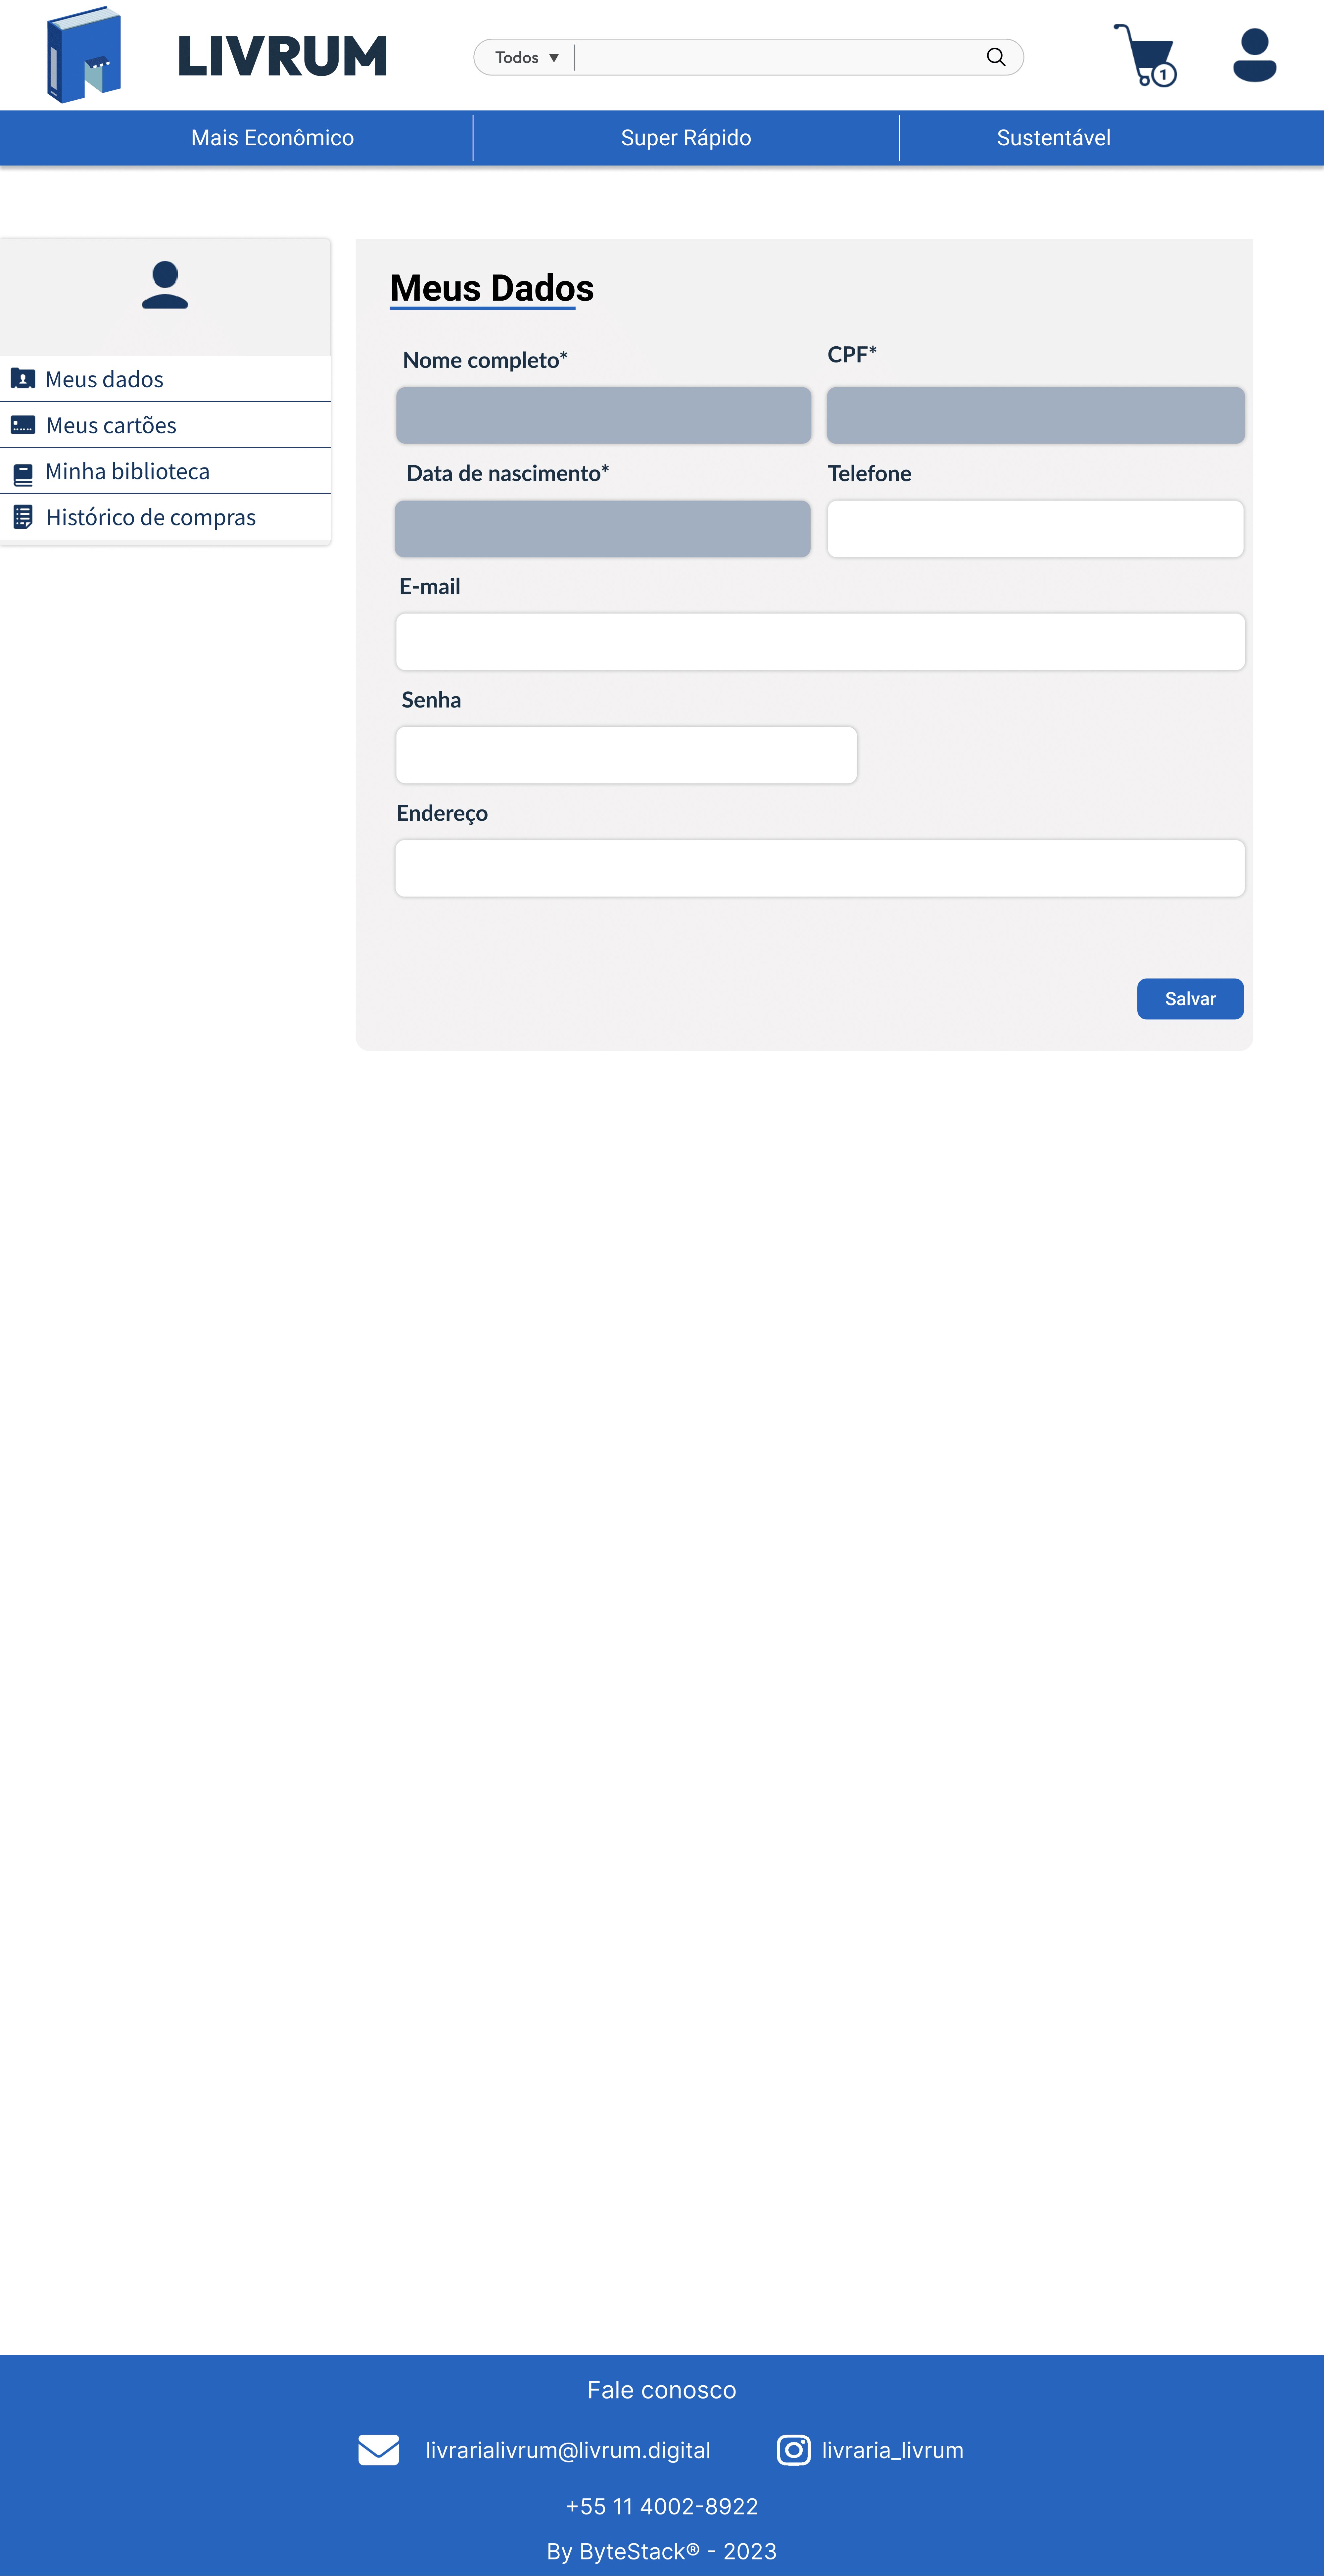 LIVRUM
Todos ▼
1
Mais Econômico
Super Rápido
Sustentável
Meus dados
Meus cartões
Minha biblioteca
Histórico de compras
Meus Dados
Nome completo*
CPF*
Data de nascimento*
Telefone
E-mail
Senha
Endereço
Salvar
Fale conosco
livrarialivrum@livrum.digital
livraria_livrum
+55 11 4002-8922
By ByteStack® - 2023